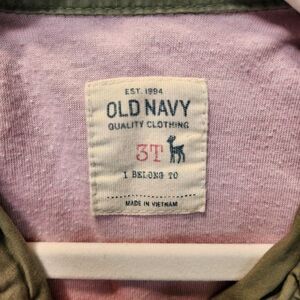 EST. 1994
OLD NAVY
QUALITY CLOTHING
3T
I BELONG TO
MADE IN VIETNAM